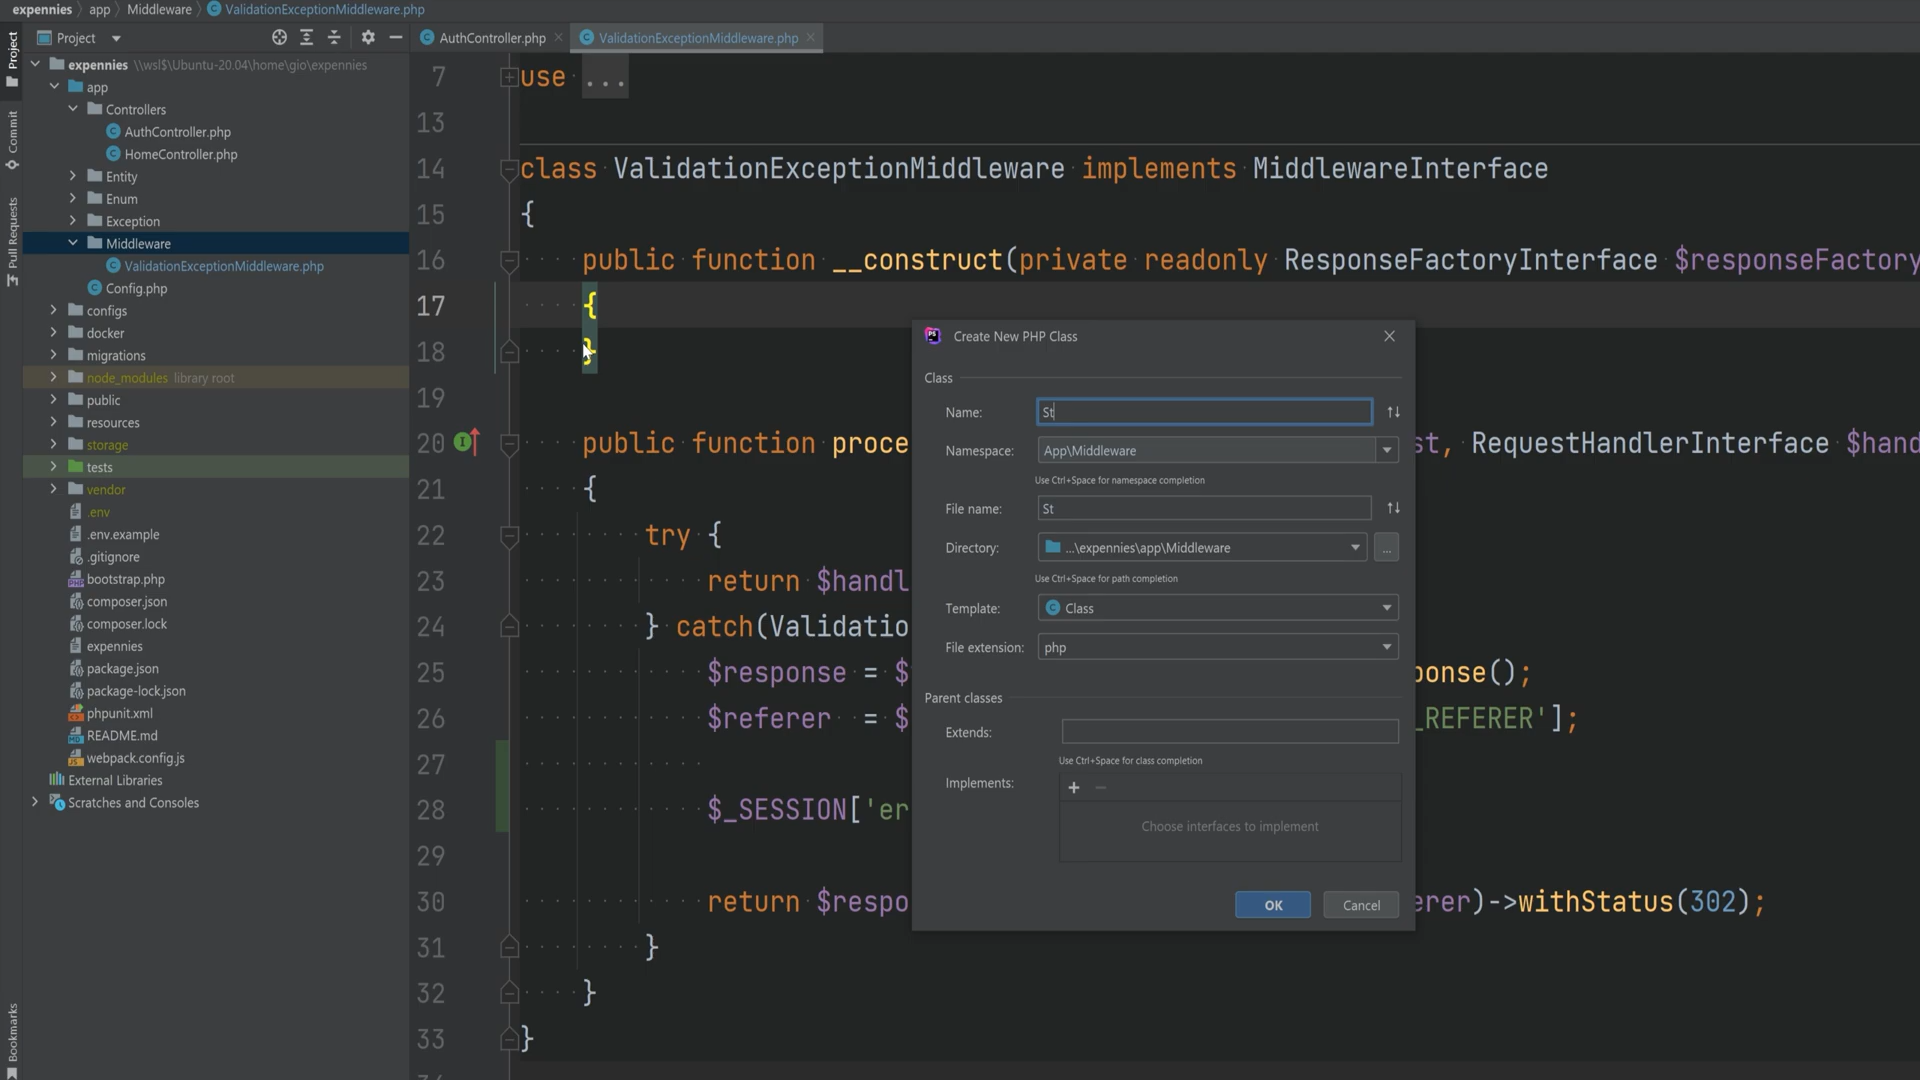 expennies
app
Middleware
ValidationExceptionMiddleware.php
Project
Commit
Pull Requests
Bookmarks
Project
expennies \\wsl$\Ubuntu-20.04\home\gio\expennies
app
Controllers
AuthController.php
HomeController.php
Entity
Enum
Exception
Middleware
ValidationExceptionMiddleware.php
Config.php
configs
docker
migrations
node_modules library root
public
resources
storage
tests
vendor
.env
.env.example
.gitignore
bootstrap.php
composer.json
composer.lock
expennies
package.json
package-lock.json
phpunit.xml
README.md
webpack.config.js
External Libraries
Scratches and Consoles
AuthController.php
ValidationExceptionMiddleware.php
7 use ...
13
14 class ValidationExceptionMiddleware implements MiddlewareInterface
15 {
16 public function __construct(private readonly ResponseFactoryInterface $responseFactory
17 {
18 }
19
20 public function proce st, RequestHandlerInterface $hand
21 {
22 try {
23 return $handl
24 } catch(Validatio
25 $response = $ ponse();
26 $referer = $ _REFERER'];
27
28 $_SESSION['er
29
30 return $respo erer)->withStatus(302);
31 }
32 }
33 }
Create New PHP Class
Class
Name: St
Namespace: App\Middleware
Use Ctrl+Space for namespace completion
File name: St
Directory: ...\expennies\app\Middleware
...
Use Ctrl+Space for path completion
Template: Class
File extension: php
Parent classes
Extends:
Use Ctrl+Space for class completion
Implements:
Choose interfaces to implement
OK
Cancel